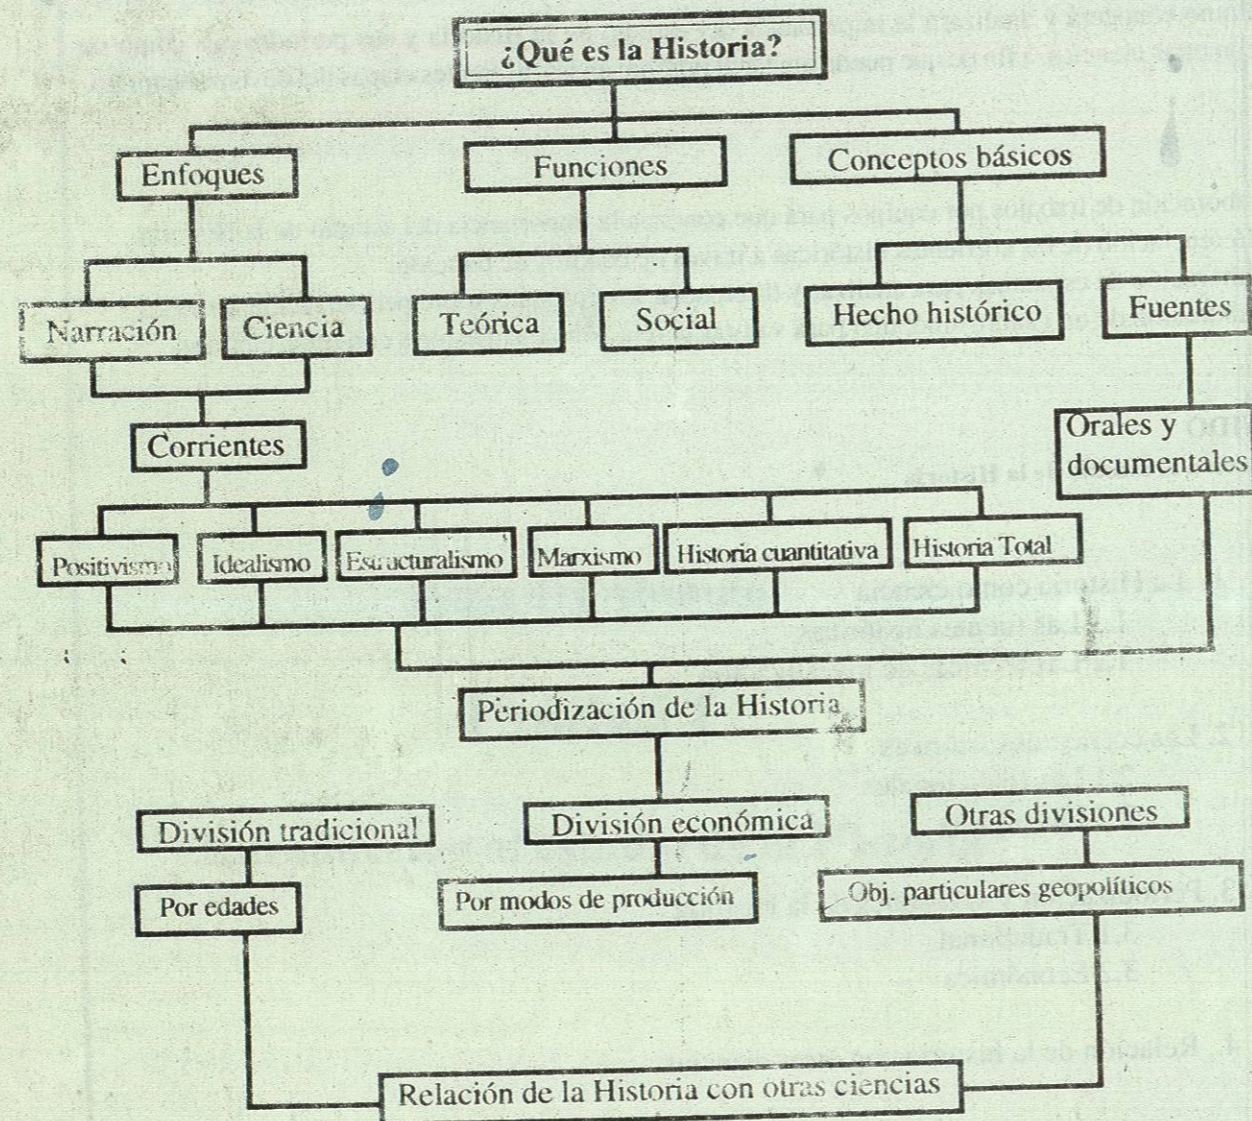 ¿Qué es la Historia?
Enfoques
Funciones
Conceptos básicos
Narración
Ciencia
Teórica
Social
Hecho histórico
Fuentes
Corrientes
Orales y
documentales
Positivismo
Idealismo
Estructuralismo
Marxismo
Historia cuantitativa
Historia Total
Periodización de la Historia
División tradicional
División económica
Otras divisiones
Por edades
Por modos de producción
Obj. particulares geopolíticos
Relación de la Historia con otras ciencias